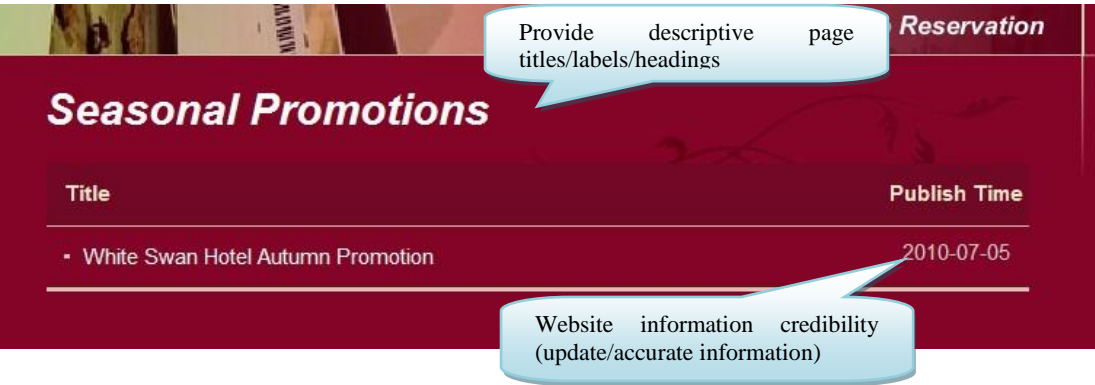 Provide descriptive page
titles/labels/headings
Reservation
Seasonal Promotions
Title Publish Time
White Swan Hotel Autumn Promotion 2010-07-05
Website information credibility
(update/accurate information)